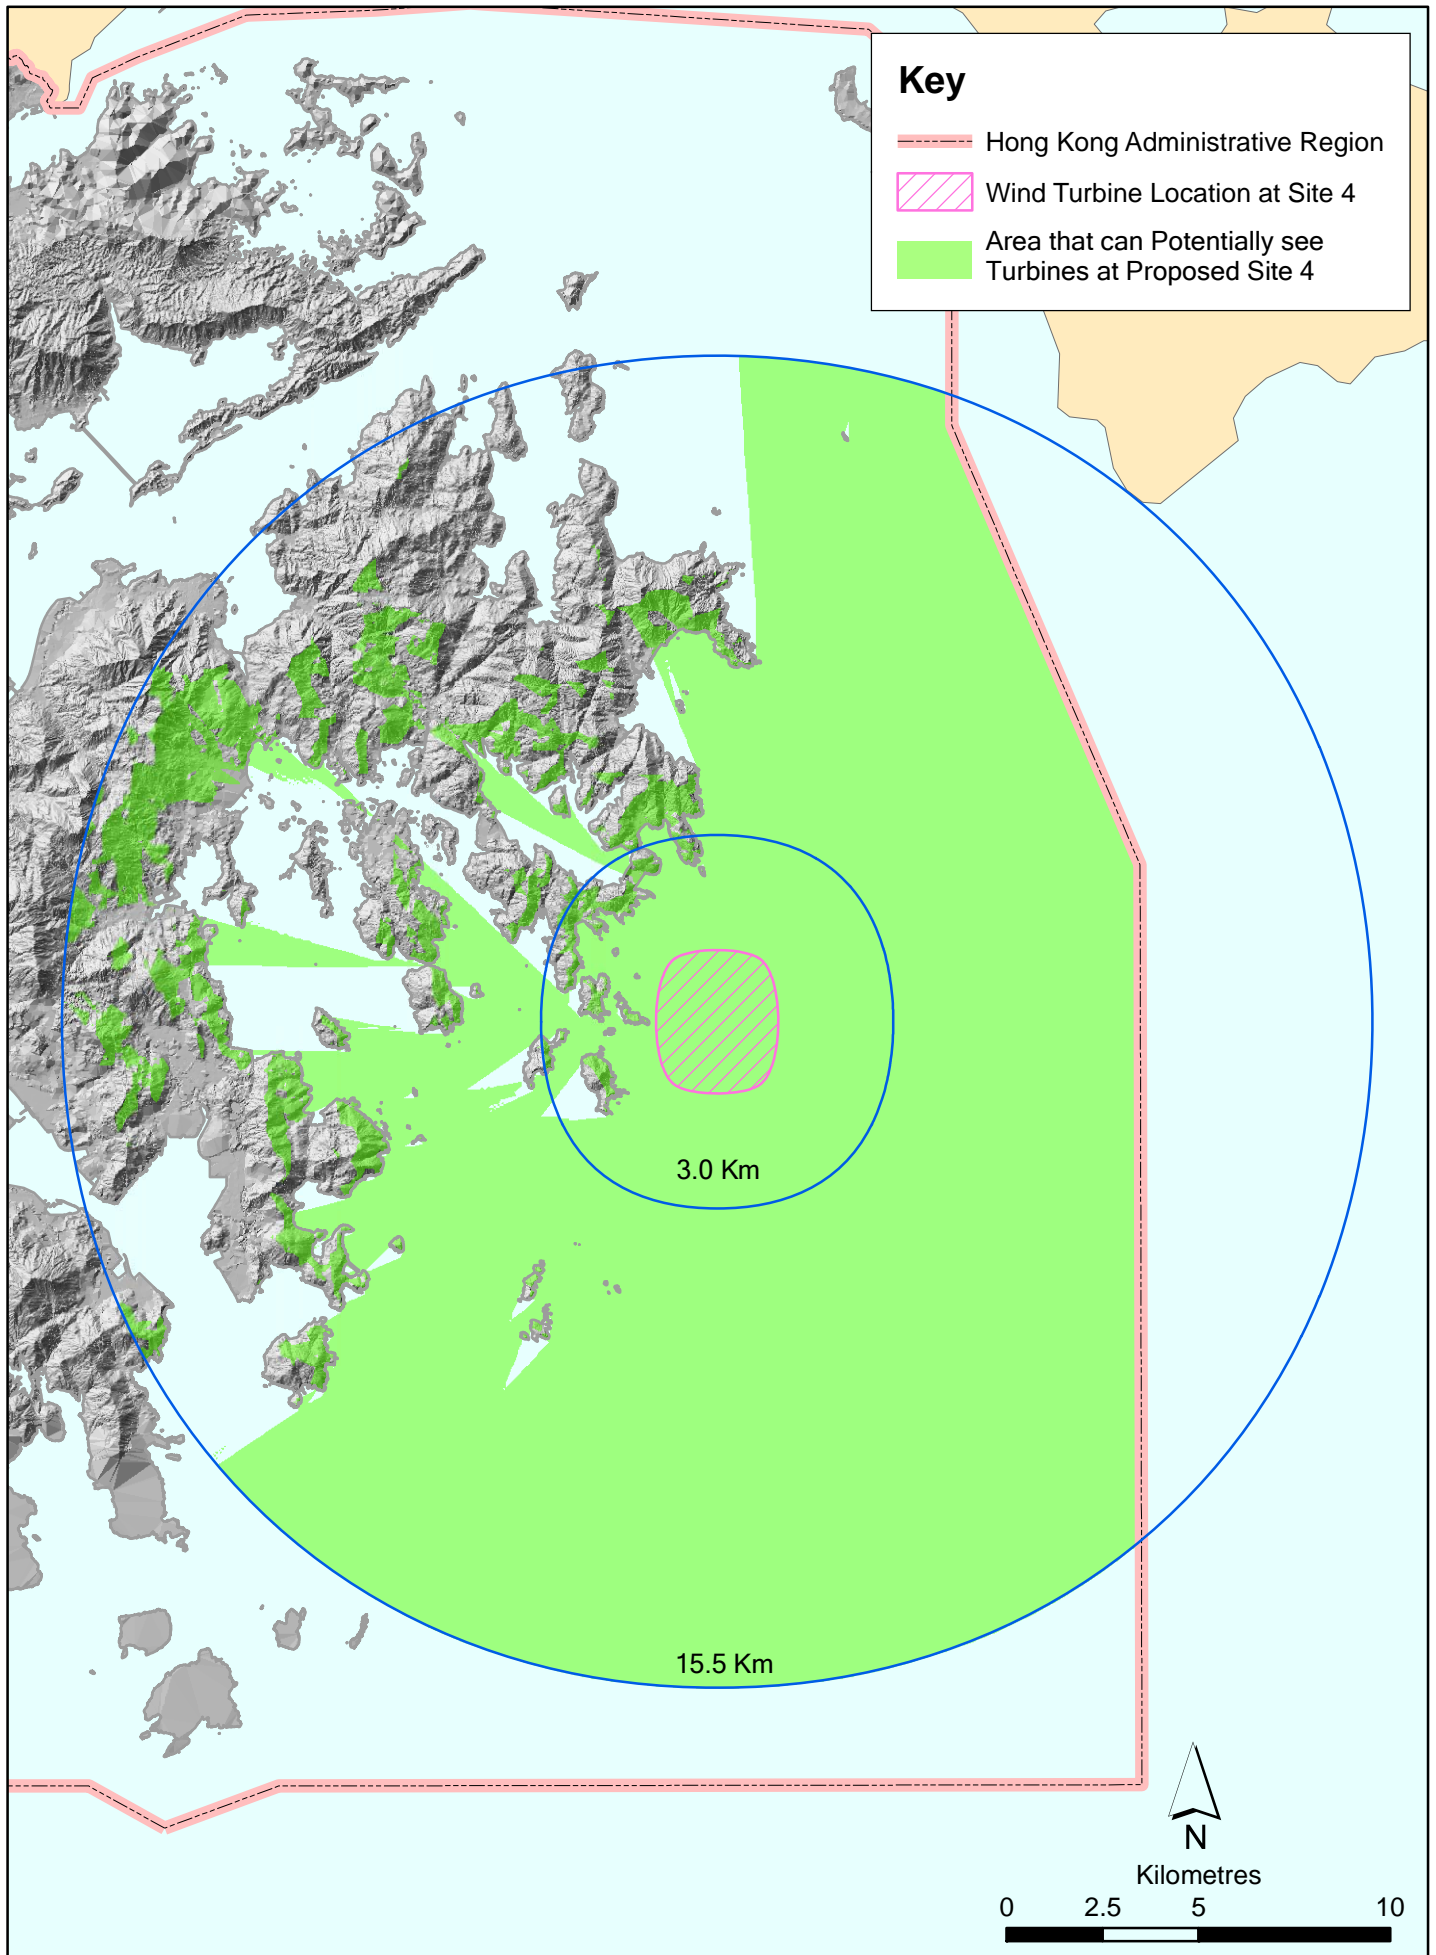 Key
Hong Kong Administrative Region
Wind Turbine Location at Site 4
Area that can Potentially see
Turbines at Proposed Site 4
3.0 Km
15.5 Km
N
Kilometres
0 2.5 5 10